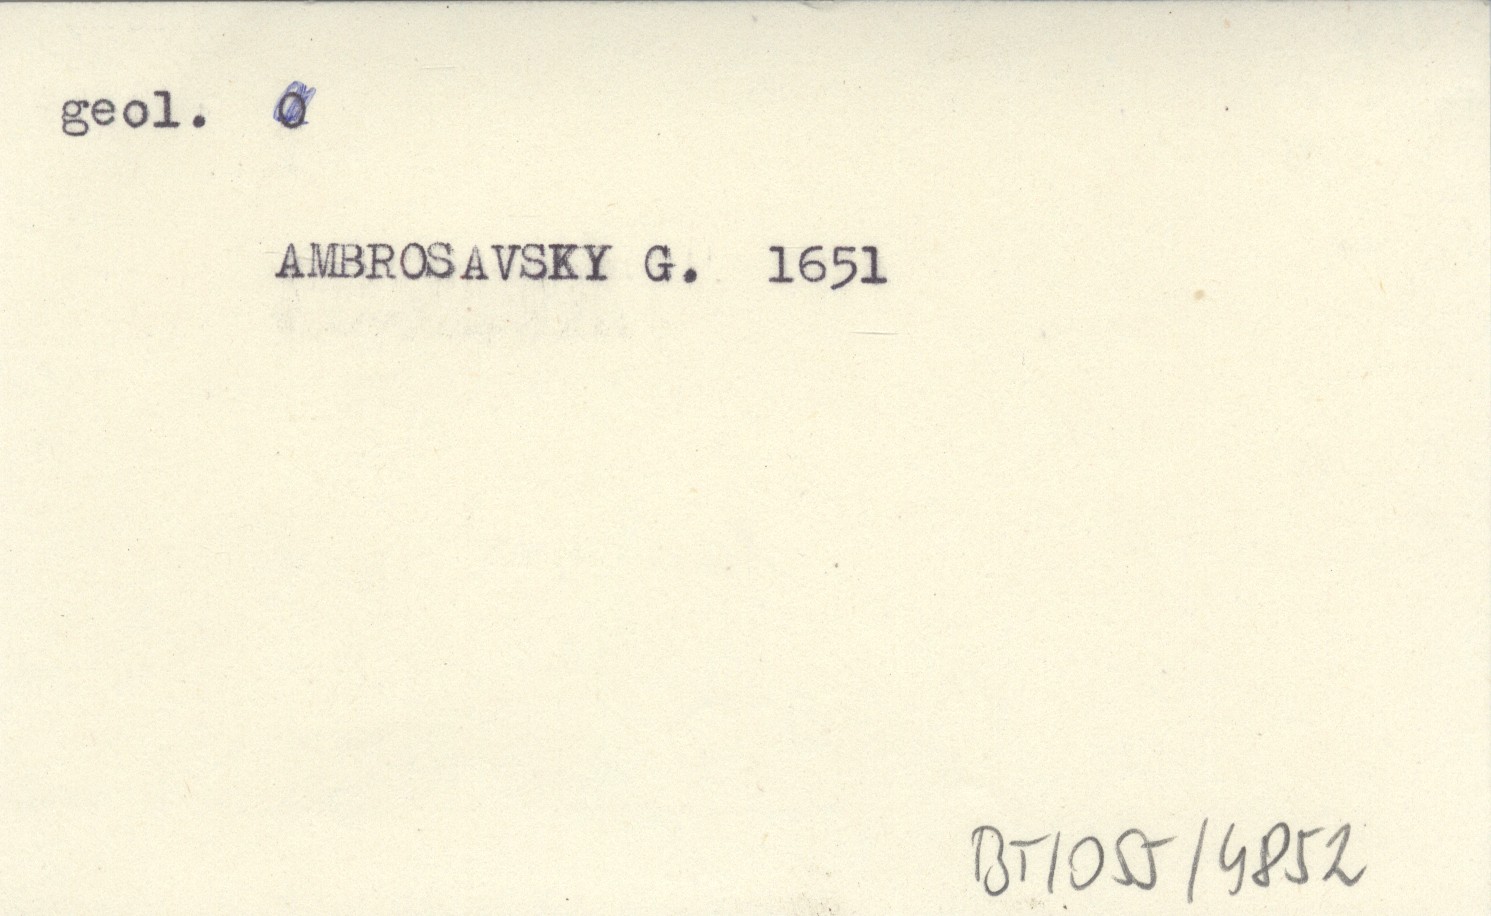 geol. O
AMBROSAVSKY G. 1651
BT/055/4852